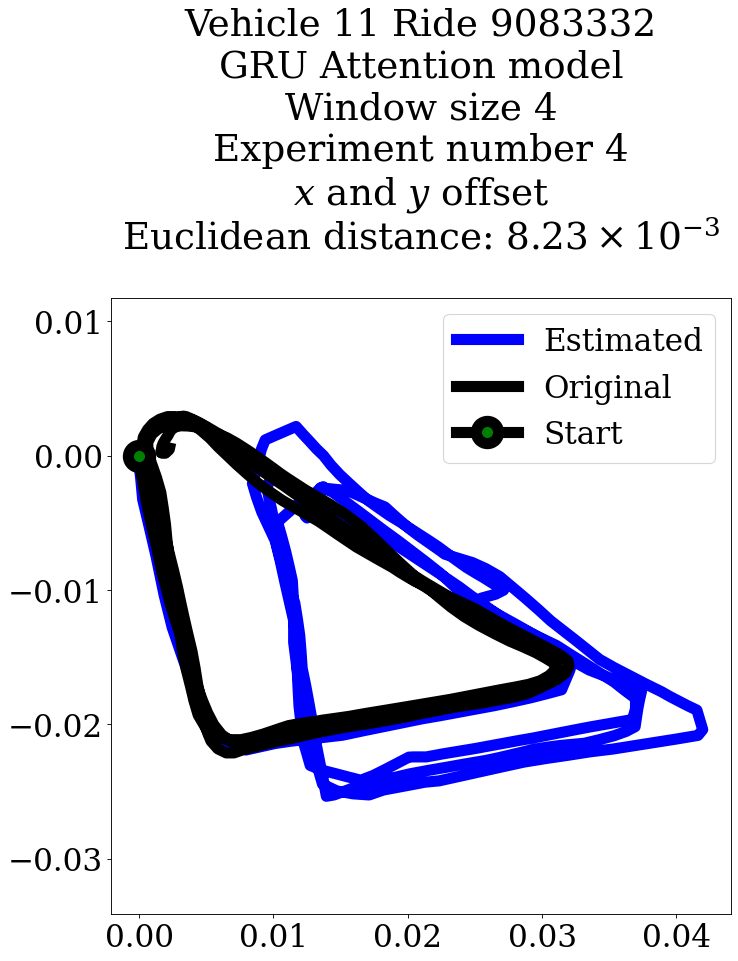 Vehicle 11 Ride 9083332
GRU Attention model
Window size 4
Experiment number 4
x and y offset
Euclidean distance: 8.23 × 10⁻³
Estimated
Original
Start
0.01
0.00
−0.01
−0.02
−0.03
0.00 0.01 0.02 0.03 0.04